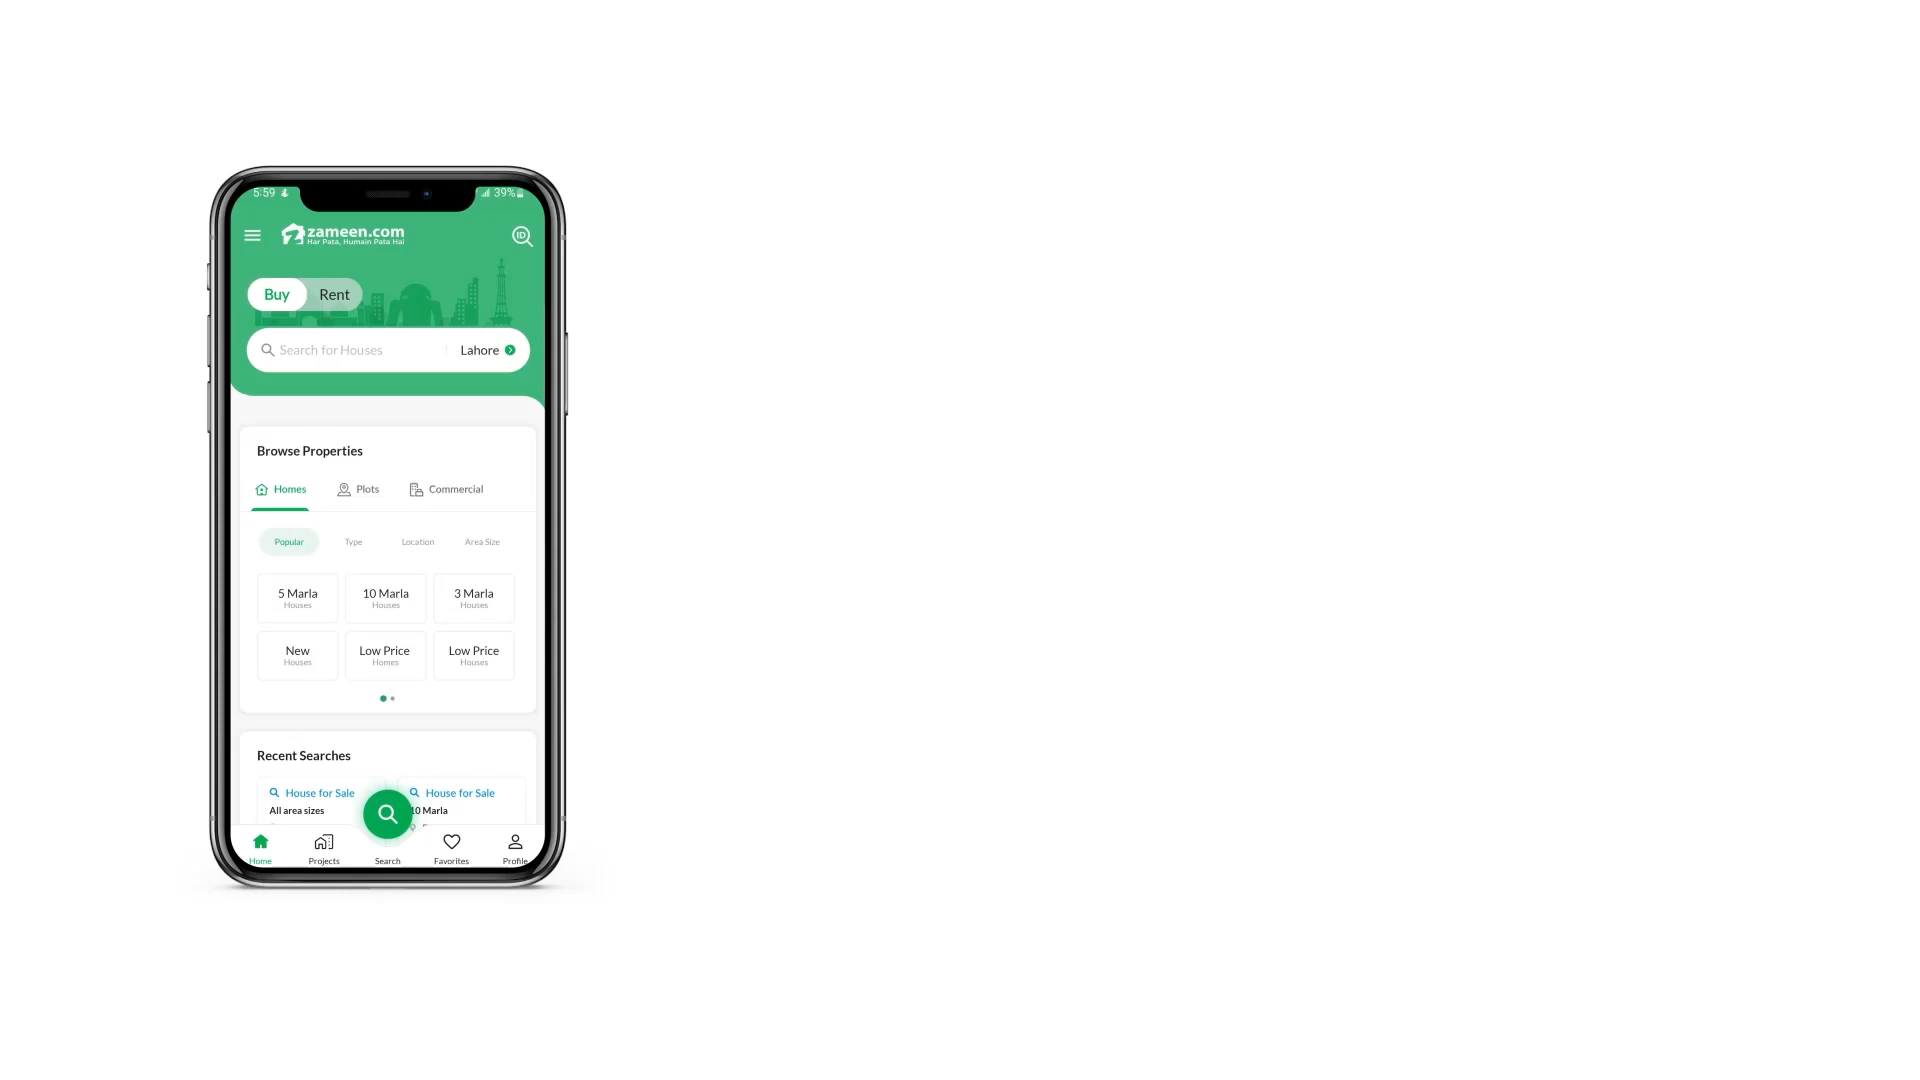 5:59
39%
zameen.com
Har Pata, Humain Pata Hai
ID
Buy Rent
Search for Houses Lahore
Browse Properties
Homes Plots Commercial
Popular Type Location Area Size
5 Marla 10 Marla 3 Marla
Houses Houses Houses
New Low Price Low Price
Houses Homes Houses
Recent Searches
House for Sale House for Sale
All area sizes 10 Marla
Home Projects Search Favorites Profile